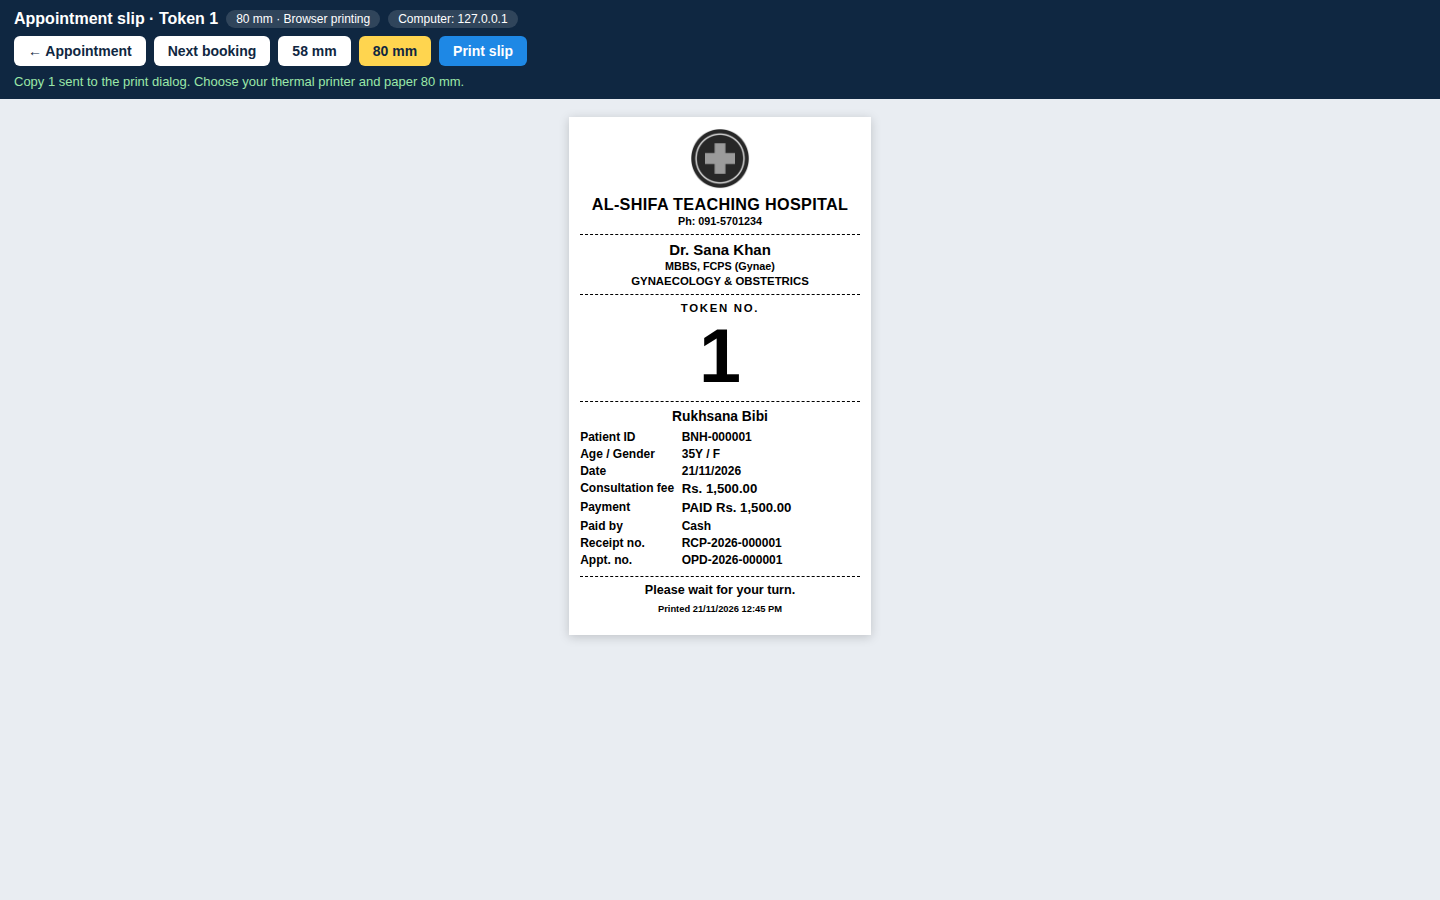 Appointment slip · Token 1 80 mm · Browser printing Computer: 127.0.0.1
← Appointment Next booking 58 mm 80 mm Print slip
Copy 1 sent to the print dialog. Choose your thermal printer and paper 80 mm.
AL-SHIFA TEACHING HOSPITAL
Ph: 091-5701234
Dr. Sana Khan
MBBS, FCPS (Gynae)
GYNAECOLOGY & OBSTETRICS
TOKEN NO.
1
Rukhsana Bibi
Patient ID BNH-000001
Age / Gender 35Y / F
Date 21/11/2026
Consultation fee Rs. 1,500.00
Payment PAID Rs. 1,500.00
Paid by Cash
Receipt no. RCP-2026-000001
Appt. no. OPD-2026-000001
Please wait for your turn.
Printed 21/11/2026 12:45 PM